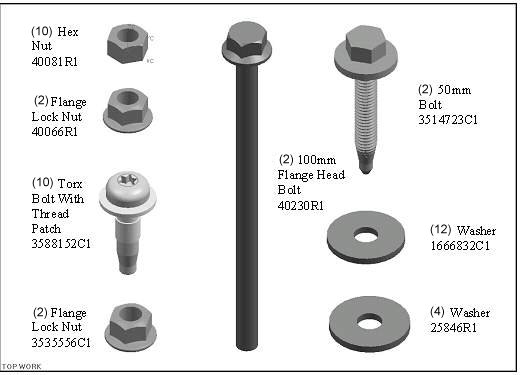 (10) Hex
Nut
40081R1
(2) Flange
Lock Nut
40066R1
(10) Torx
Bolt With
Thread
Patch
3588152C1
(2) Flange
Lock Nut
3535556C1
(2) 100mm
Flange Head
Bolt
40230R1
(2) 50mm
Bolt
3514723C1
(12) Washer
1666832C1
(4) Washer
25846R1
TOP WORK